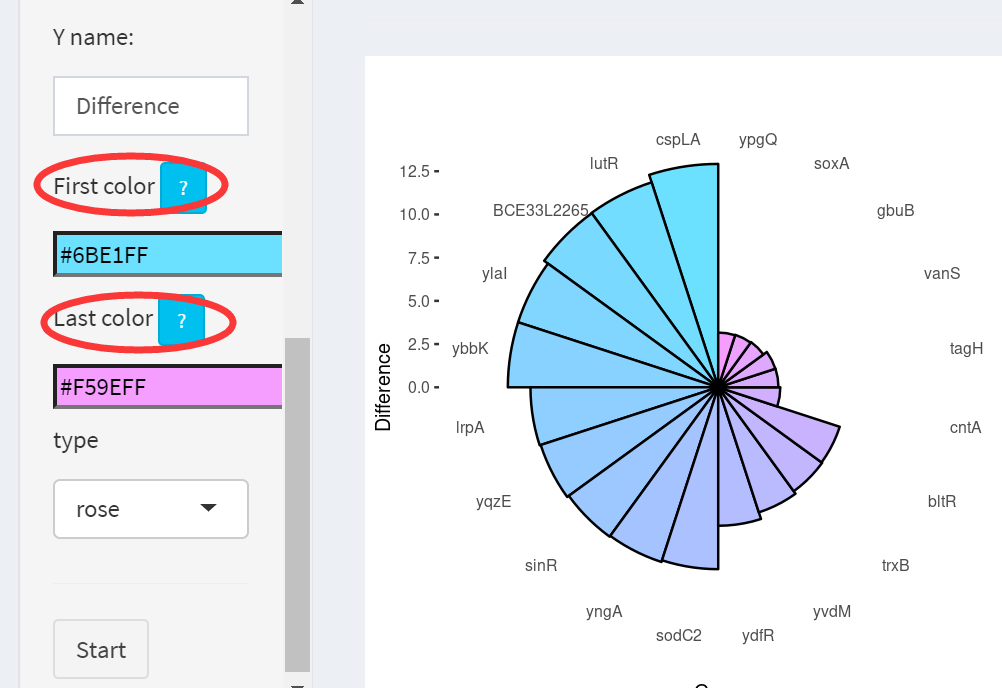 Y name:
Difference
First color ?
#6BE1FF
Last color ?
#F59EFF
type
rose
Start
Difference
12.5
10.0
7.5
5.0
2.5
0.0
cspLA
ypgQ
lutR
soxA
BCE33L2265
gbuB
ylaI
vanS
ybbK
tagH
lrpA
cntA
yqzE
bltR
sinR
trxB
yngA
yvdM
sodC2
ydfR